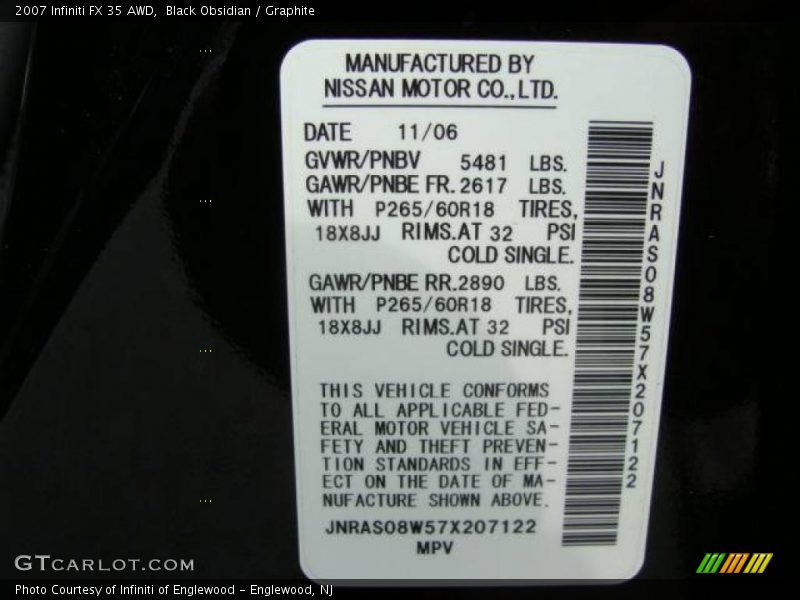 2007 Infiniti FX 35 AWD,  Black Obsidian / Graphite
MANUFACTURED BY
NISSAN MOTOR CO.,LTD.
DATE 11/06
GVWR/PNBV 5481 LBS.
GAWR/PNBE FR. 2617 LBS.
WITH P265/60R18 TIRES,
18X8JJ RIMS.AT 32 PSI
COLD SINGLE.
GAWR/PNBE RR. 2890 LBS.
WITH P265/60R18 TIRES,
18X8JJ RIMS.AT 32 PSI
COLD SINGLE.
THIS VEHICLE CONFORMS
TO ALL APPLICABLE FED-
ERAL MOTOR VEHICLE SA-
FETY AND THEFT PREVEN-
TION STANDARDS IN EFF-
ECT ON THE DATE OF MA-
NUFACTURE SHOWN ABOVE.
JNRAS08W57X207122
MPV
JNRAS08W57X207122
GTCARLOT.COM
Photo Courtesy of Infiniti of Englewood - Englewood, NJ